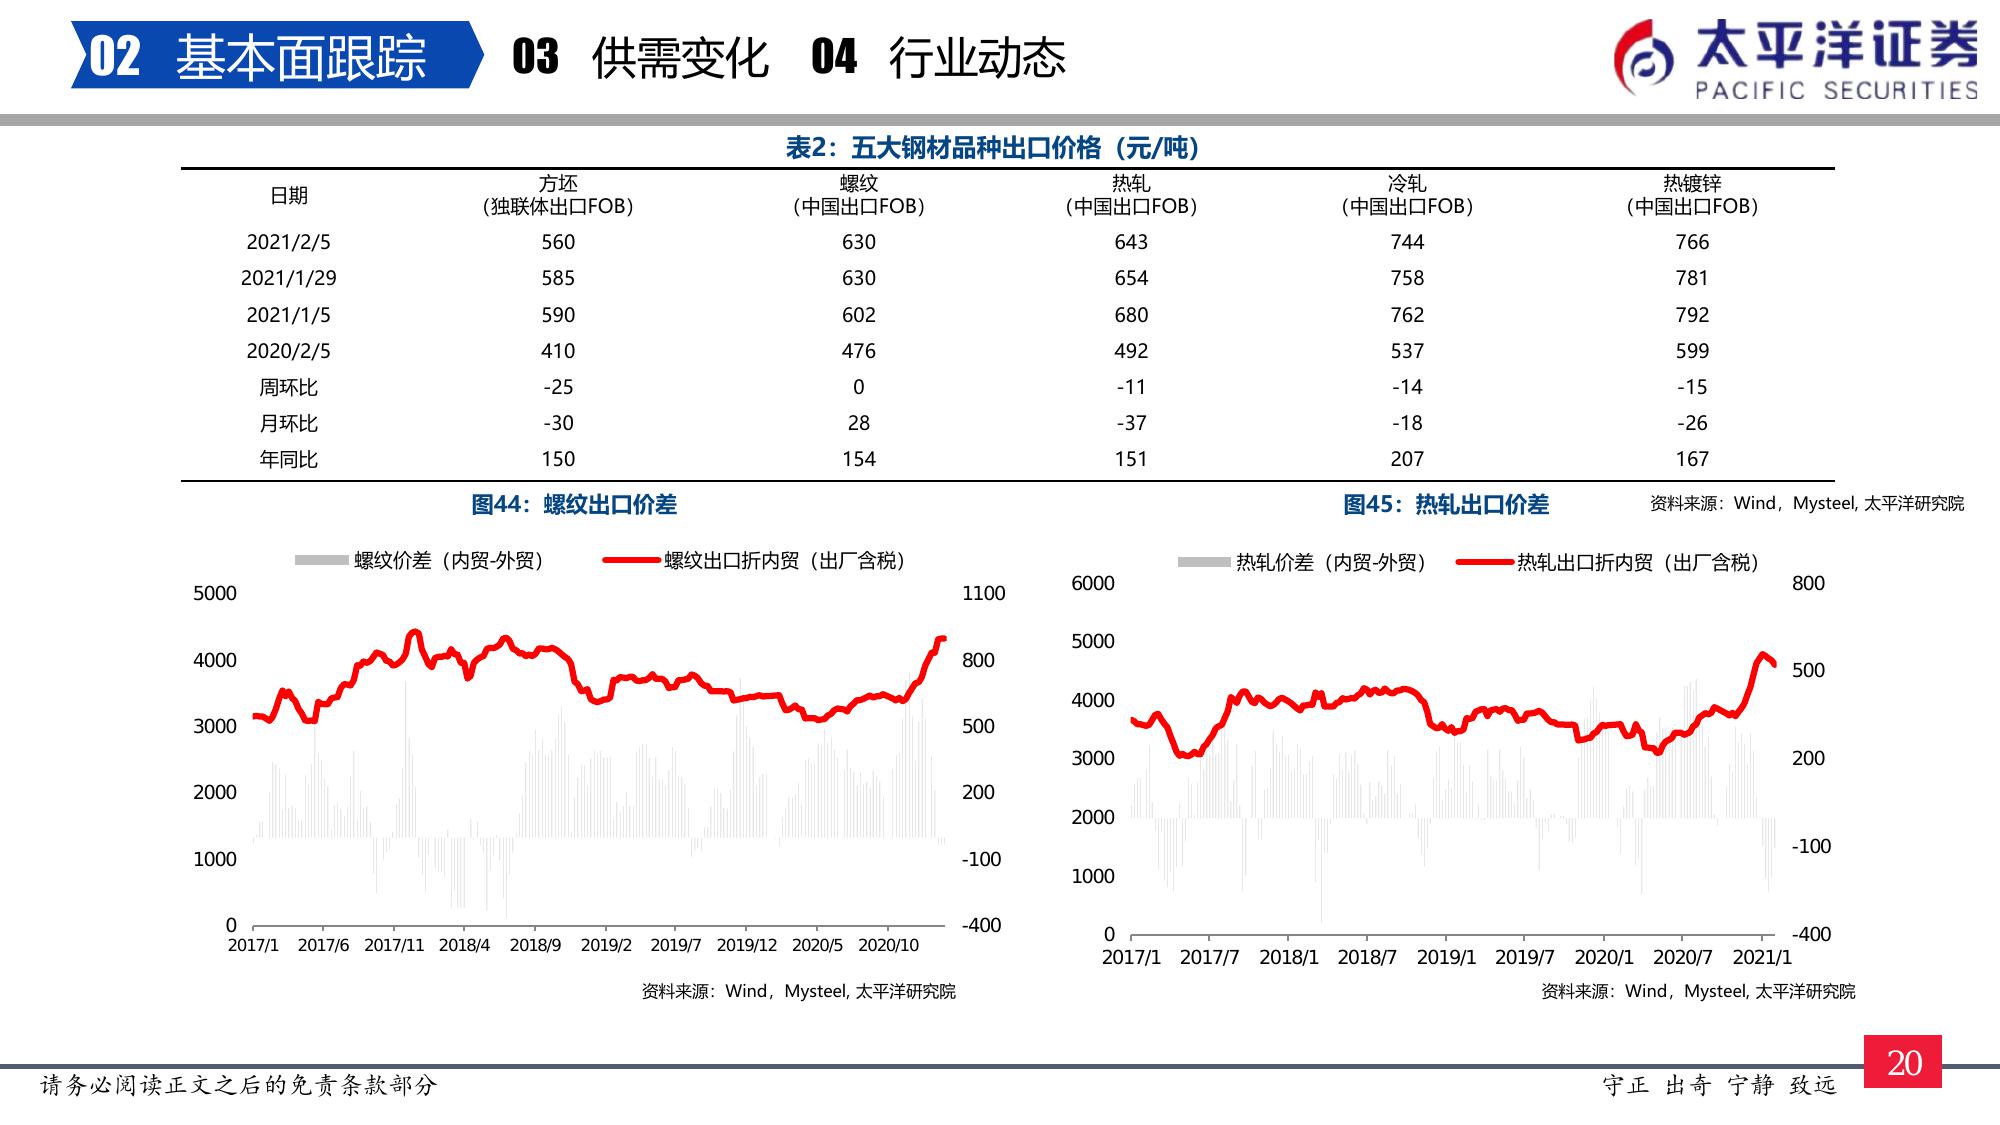 02 基本面跟踪 03 供需变化 04 行业动态
太平洋证券
PACIFIC SECURITIES
表2：五大钢材品种出口价格（元/吨）
日期 方坯 螺纹 热轧 冷轧 热镀锌
（独联体出口FOB） （中国出口FOB） （中国出口FOB） （中国出口FOB） （中国出口FOB）
2021/2/5 560 630 643 744 766
2021/1/29 585 630 654 758 781
2021/1/5 590 602 680 762 792
2020/2/5 410 476 492 537 599
周环比 -25 0 -11 -14 -15
月环比 -30 28 -37 -18 -26
年同比 150 154 151 207 167
图44：螺纹出口价差
图45：热轧出口价差
资料来源：Wind，Mysteel, 太平洋研究院
螺纹价差（内贸-外贸） 螺纹出口折内贸（出厂含税）
5000 1100
4000 800
3000 500
2000 200
1000 -100
0 -400
2017/1 2017/6 2017/11 2018/4 2018/9 2019/2 2019/7 2019/12 2020/5 2020/10
资料来源：Wind，Mysteel, 太平洋研究院
热轧价差（内贸-外贸） 热轧出口折内贸（出厂含税）
6000 800
5000
500
4000
3000 200
2000
-100
1000
0 -400
2017/1 2017/7 2018/1 2018/7 2019/1 2019/7 2020/1 2020/7 2021/1
资料来源：Wind，Mysteel, 太平洋研究院
请务必阅读正文之后的免责条款部分
守正 出奇 宁静 致远
20